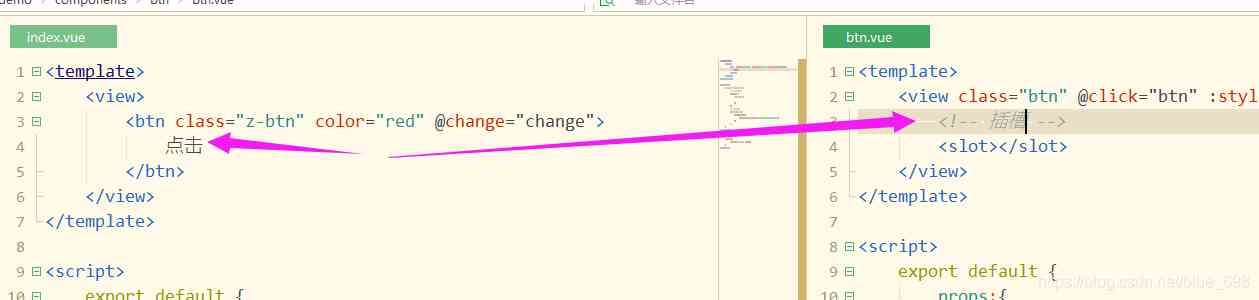 demo > components > btn > btn.vue
输入文件名
index.vue
1 <template>
2 <view>
3 <btn class="z-btn" color="red" @change="change">
4 点击
5 </btn>
6 </view>
7 </template>
8
9 <script>
10 export default {
btn.vue
1 <template>
2 <view class="btn" @click="btn" :styl
3 <!-- 插槽 -->
4 <slot></slot>
5 </view>
6 </template>
7
8 <script>
9 export default {
10 props:{
https://blog.csdn.net/blue_698